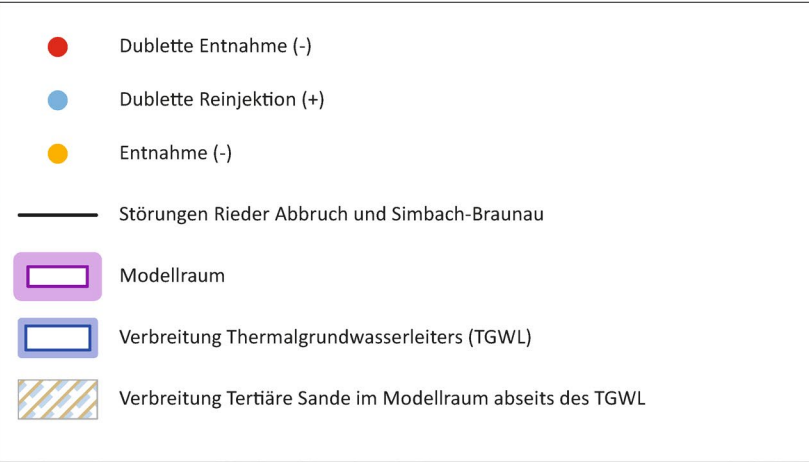 Dublette Entnahme (-)
Dublette Reinjektion (+)
Entnahme (-)
Störungen Rieder Abbruch und Simbach-Braunau
Modellraum
Verbreitung Thermalgrundwasserleiters (TGWL)
Verbreitung Tertiäre Sande im Modellraum abseits des TGWL